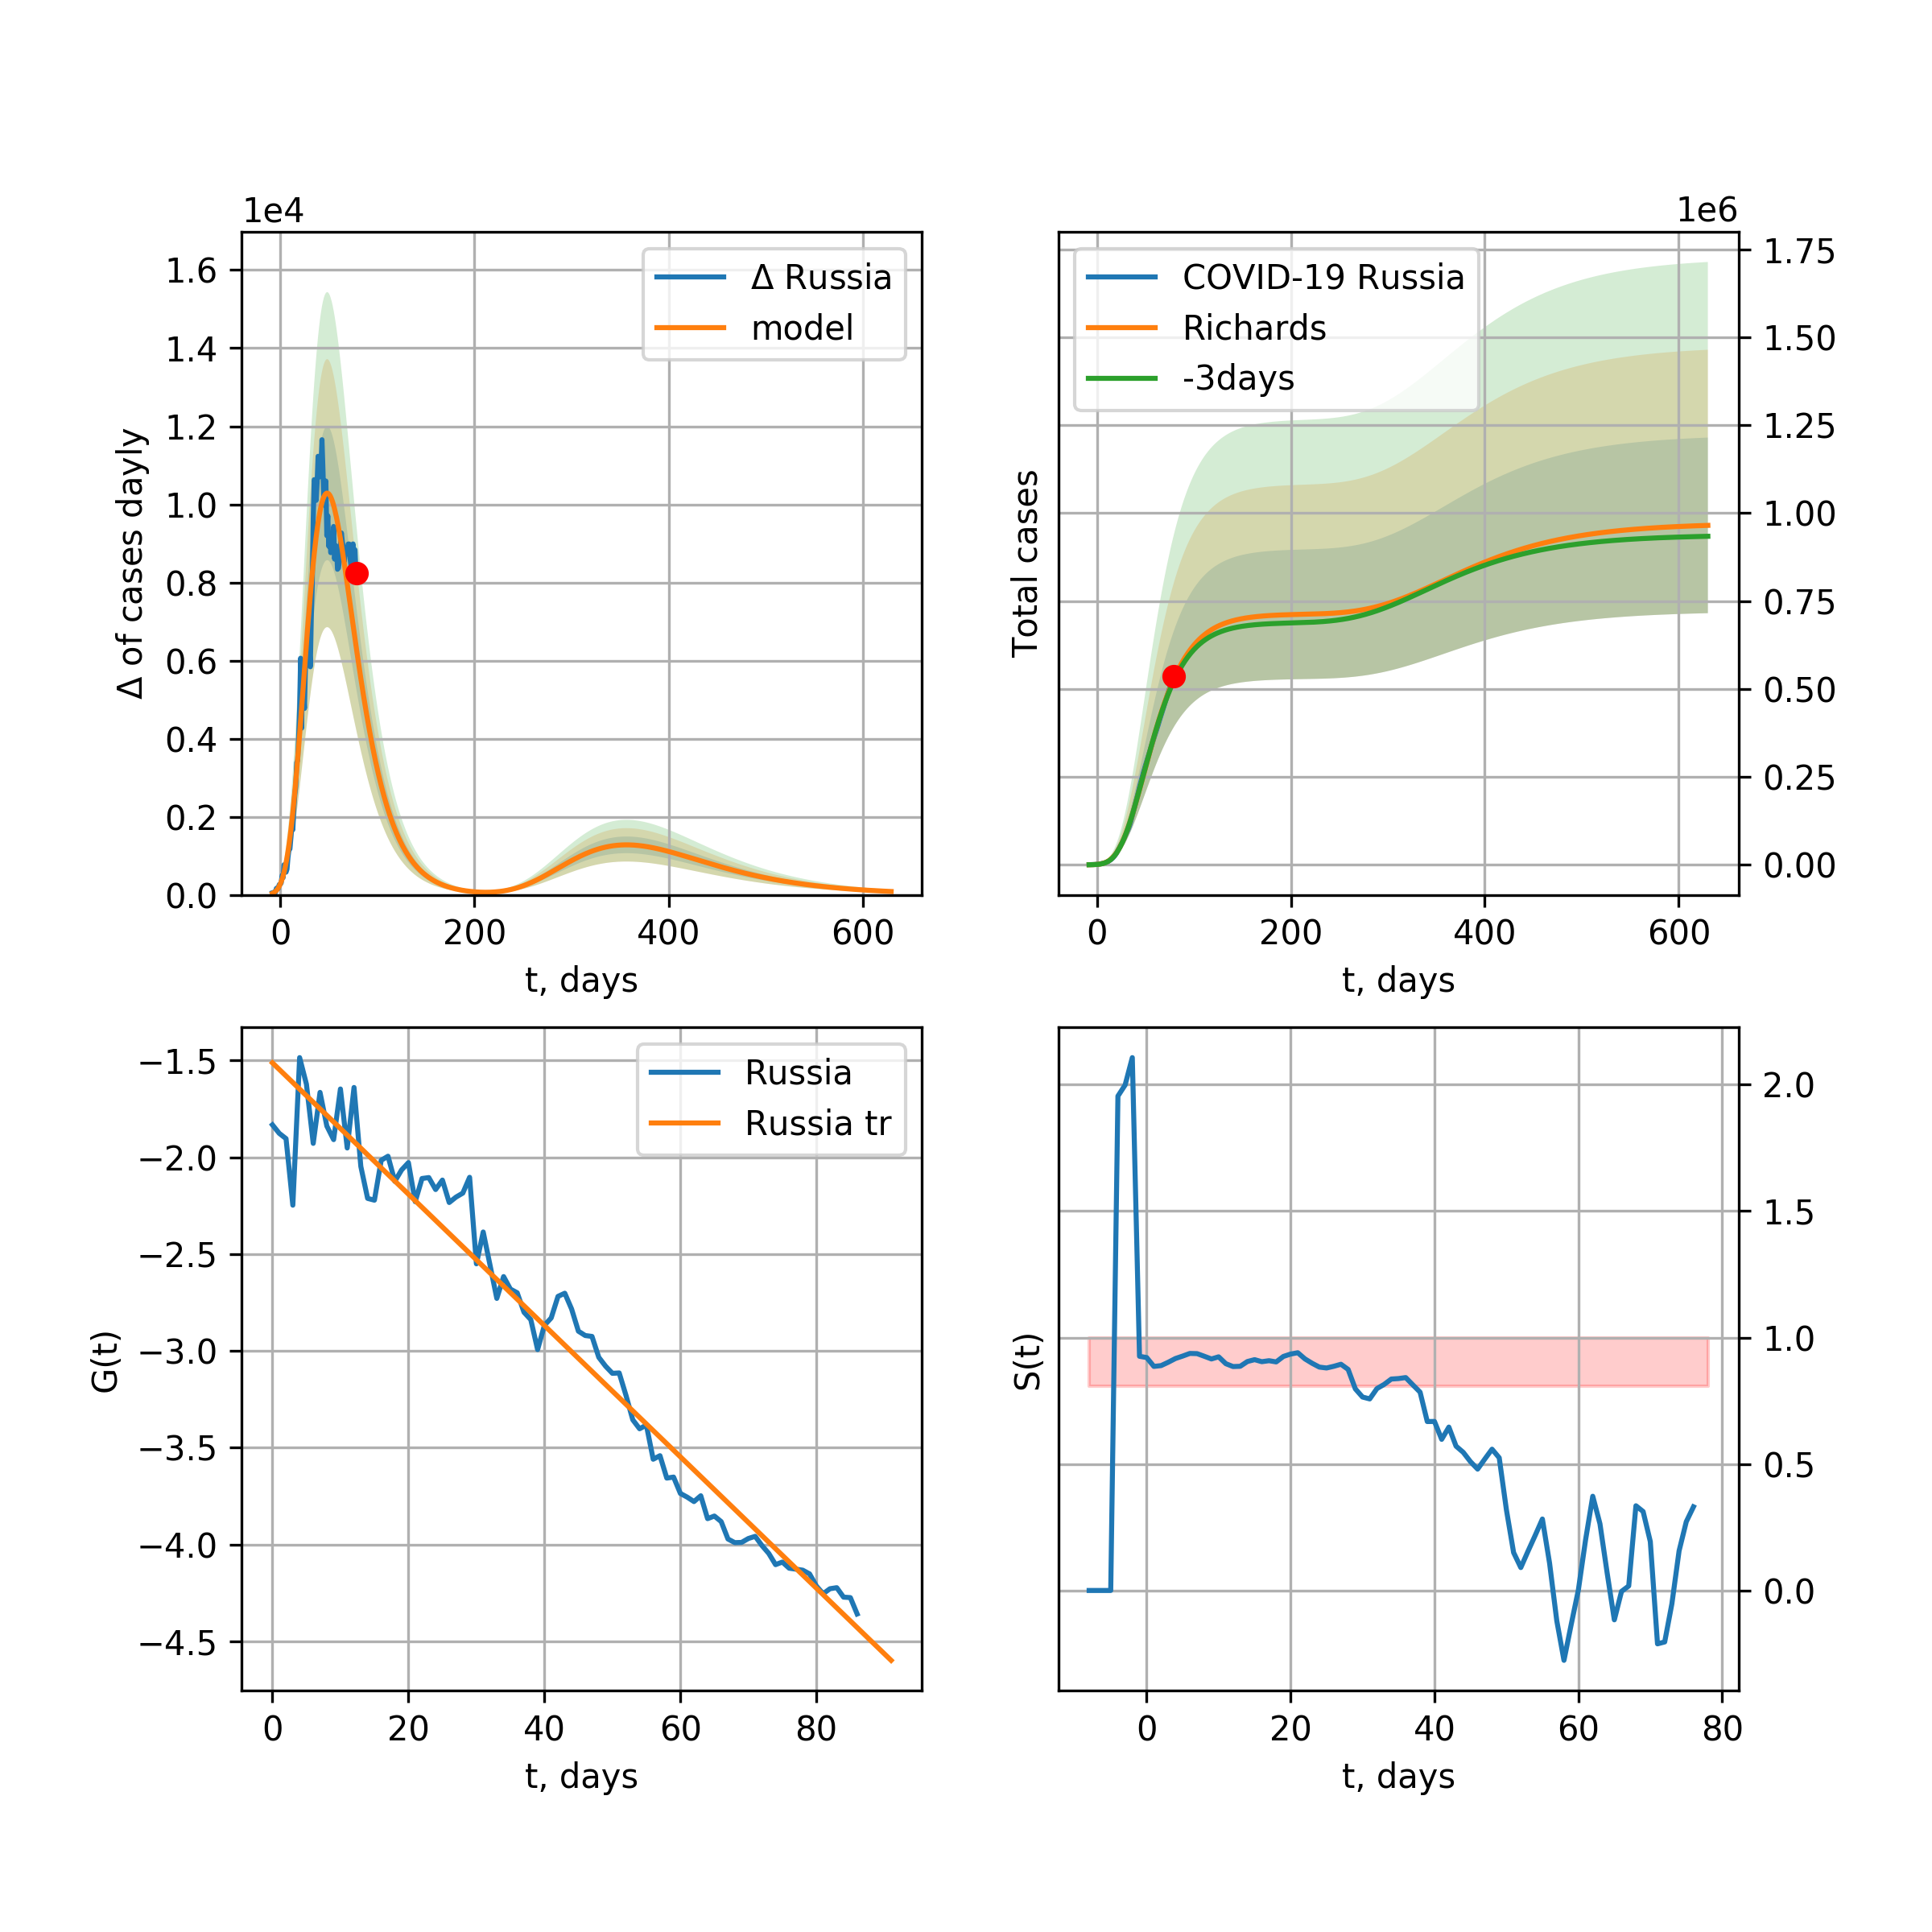 1e4
1.6
1.4
1.2
1.0
0.8
0.6
0.4
0.2
0.0
Δ of cases dayly
Δ Russia
model
0 200 400 600
t, days
1e6
COVID-19 Russia
Richards
-3days
Total cases
1.75
1.50
1.25
1.00
0.75
0.50
0.25
0.00
0 200 400 600
t, days
−1.5
−2.0
−2.5
−3.0
−3.5
−4.0
−4.5
G(t)
Russia
Russia tr
0 20 40 60 80
t, days
S(t)
2.0
1.5
1.0
0.5
0.0
0 20 40 60 80
t, days